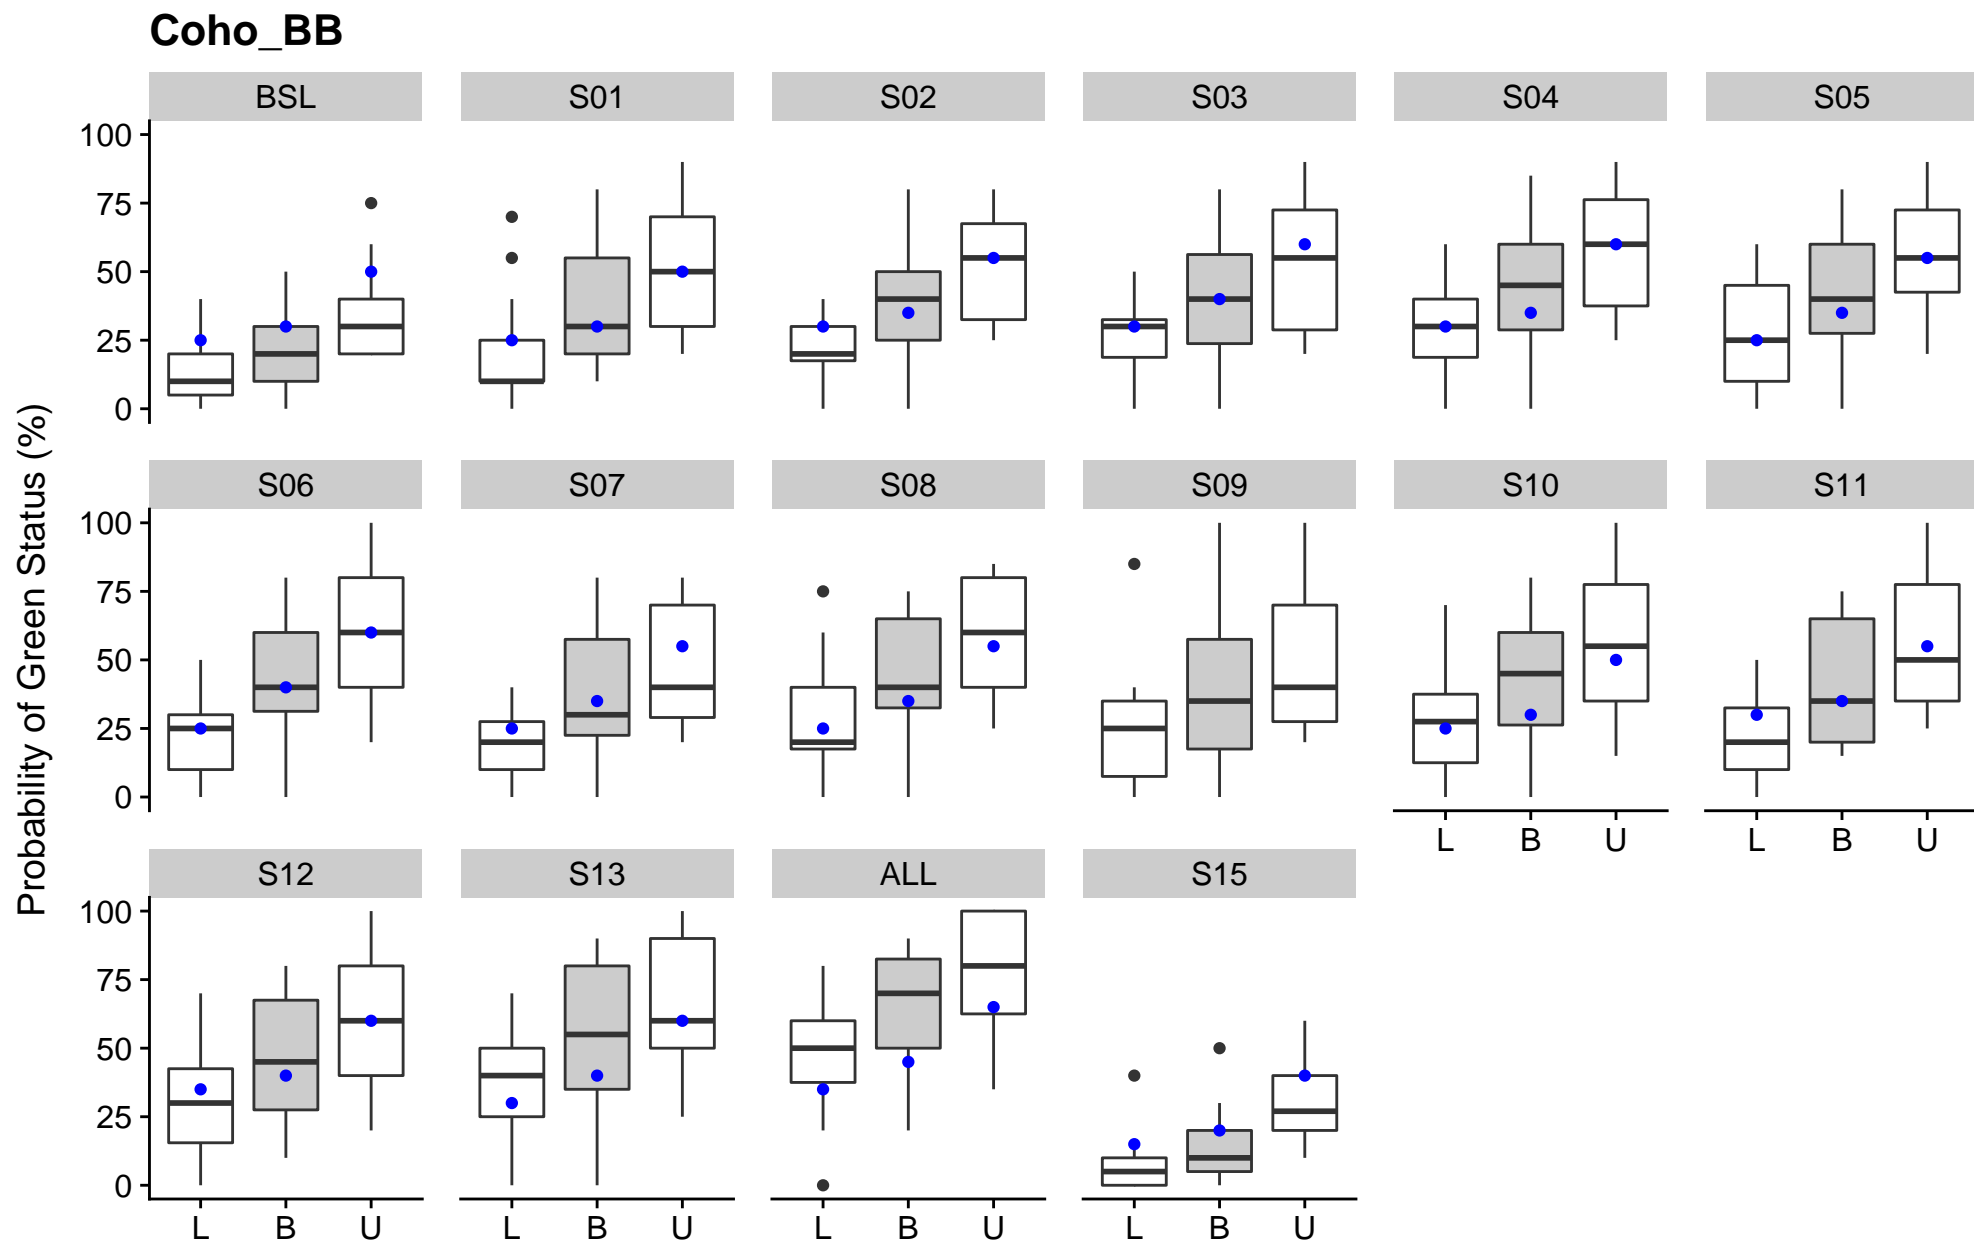 Coho_BB
BSL S01 S02 S03 S04 S05
100
75
50
25
0
S06 S07 S08 S09 S10 S11
100
75
50
25
0
L B U L B U
S12 S13 ALL S15
100
75
50
25
0
L B U L B U L B U L B U
Probability of Green Status (%)